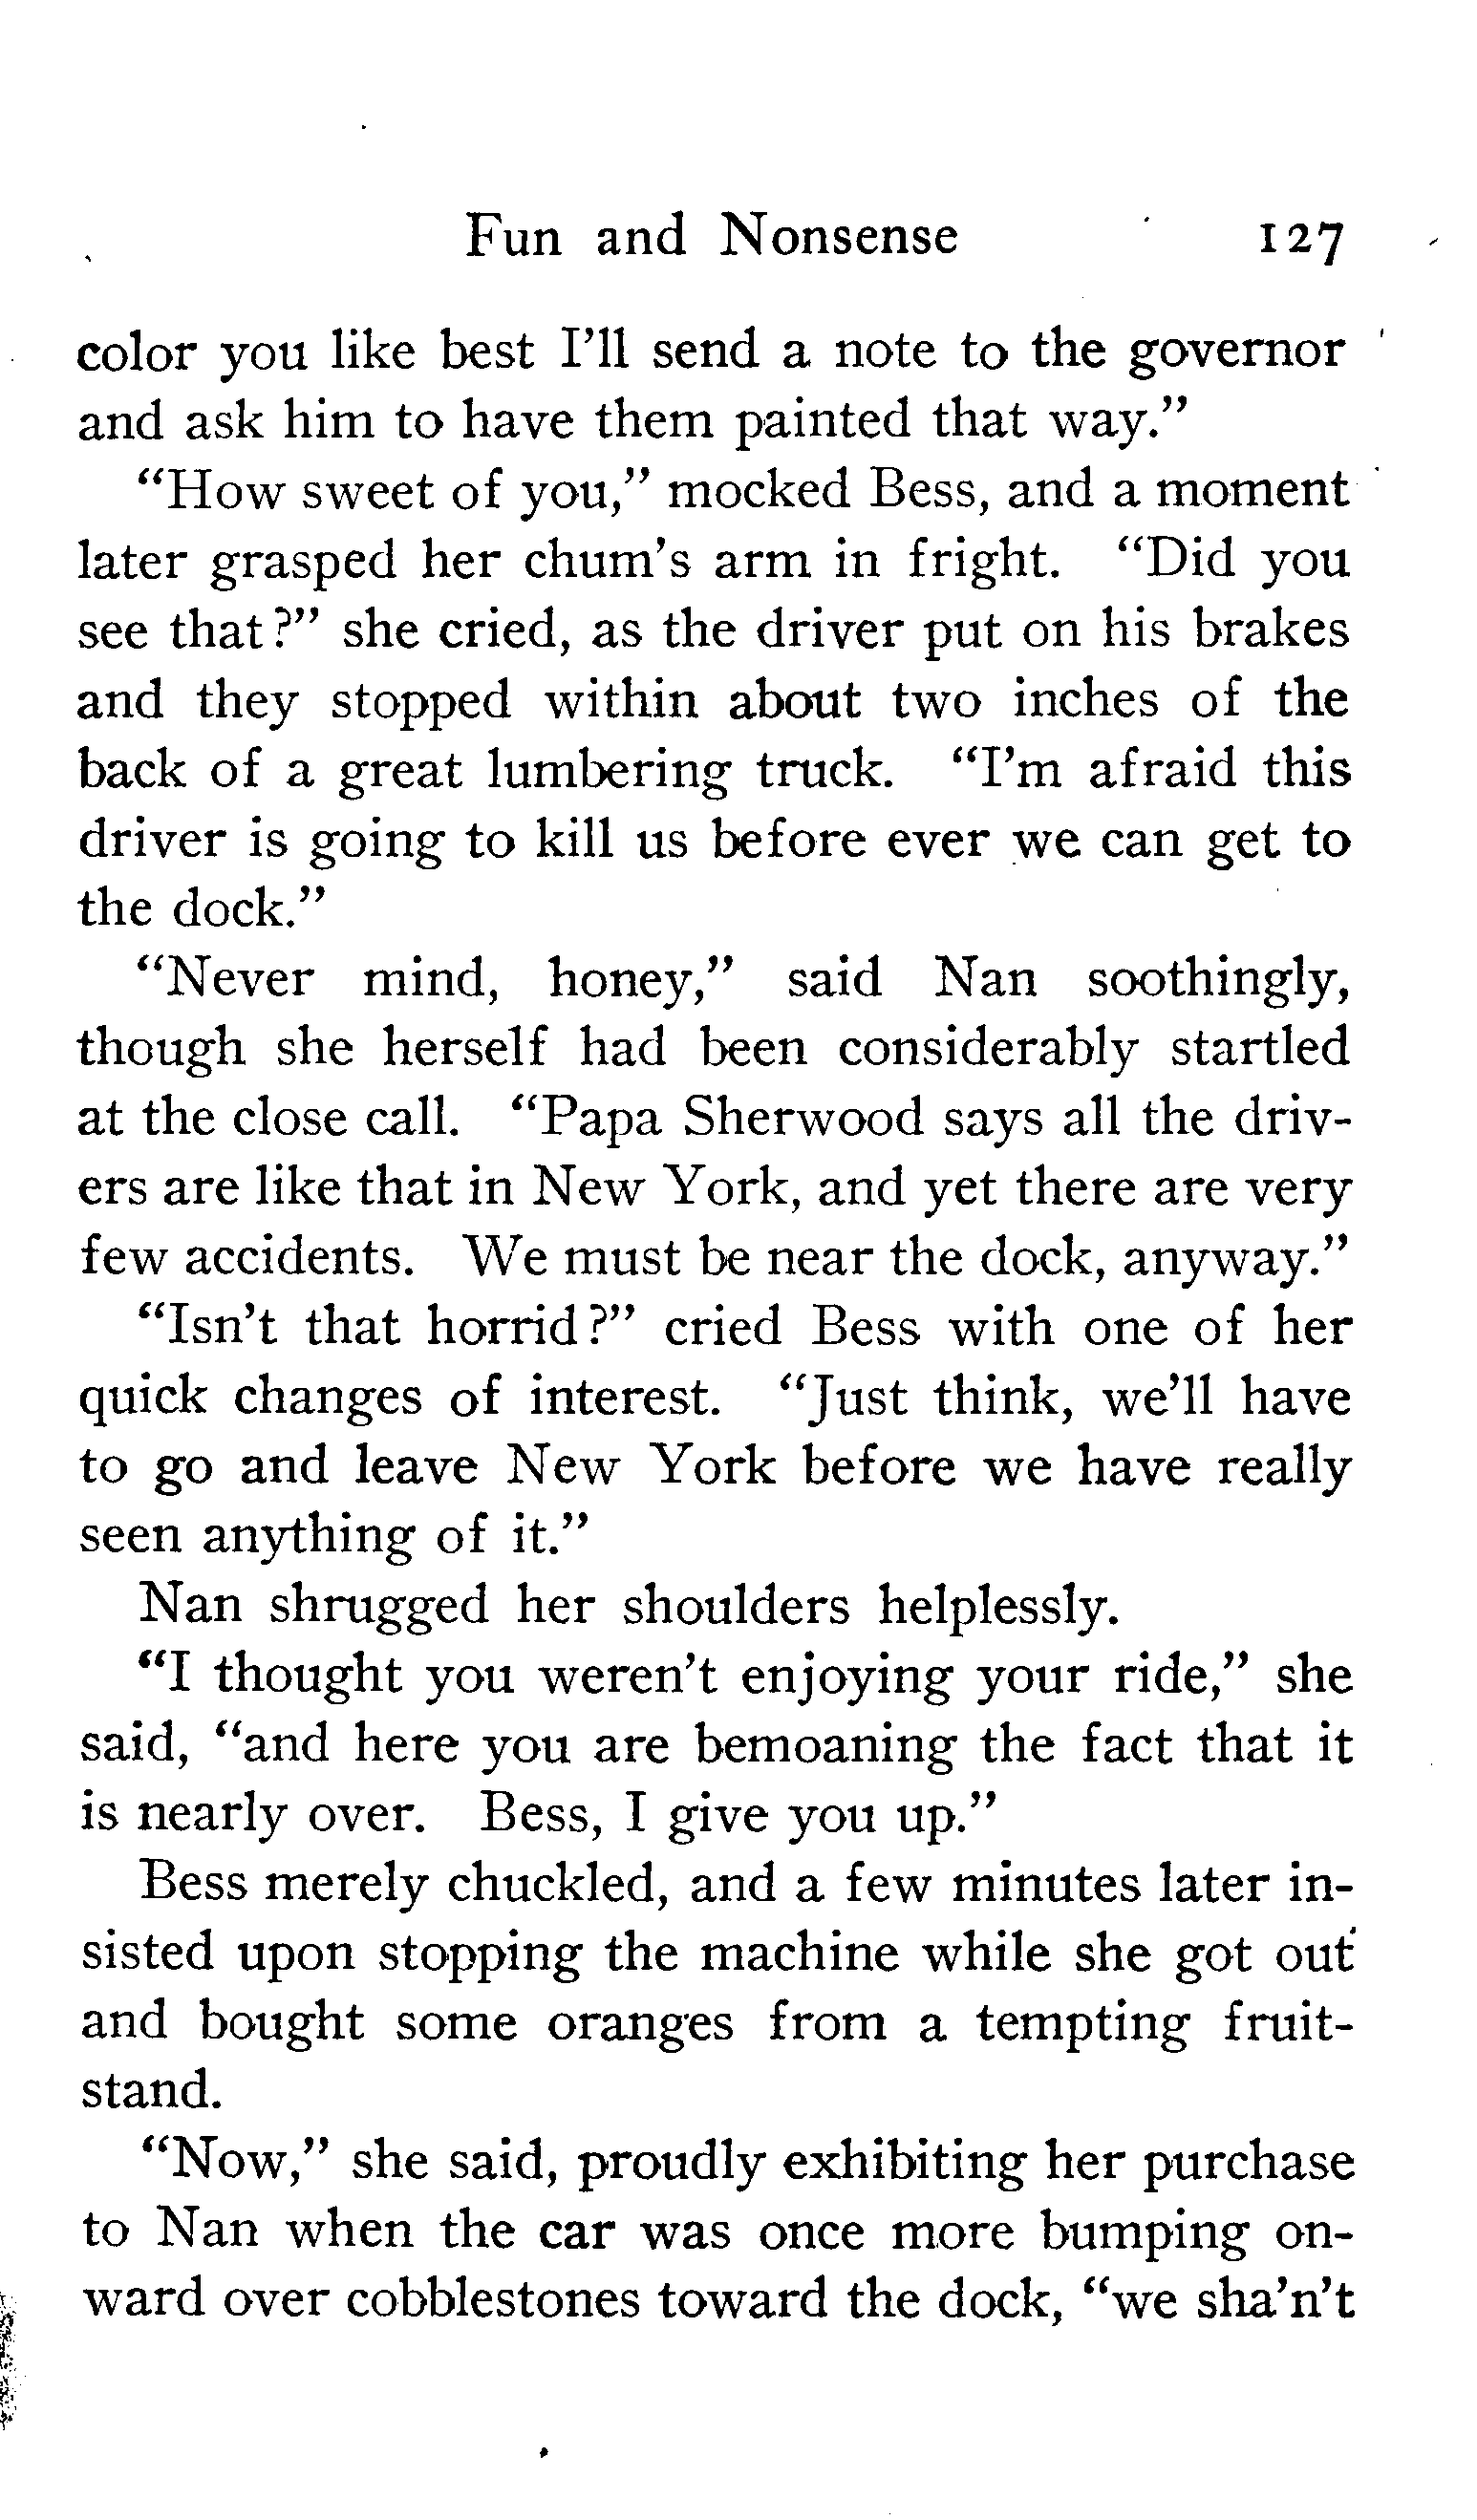 Fun and Nonsense 127
color you like best I'll send a note to the governor
and ask him to have them painted that way."
"How sweet of you," mocked Bess, and a moment
later grasped her chum's arm in fright. "Did you
see that?" she cried, as the driver put on his brakes
and they stopped within about two inches of the
back of a great lumbering truck. "I'm afraid this
driver is going to kill us before ever we can get to
the dock."
"Never mind, honey," said Nan soothingly,
though she herself had been considerably startled
at the close call. "Papa Sherwood says all the driv-
ers are like that in New York, and yet there are very
few accidents. We must be near the dock, anyway."
"Isn't that horrid?" cried Bess with one of her
quick changes of interest. "Just think, we'll have
to go and leave New York before we have really
seen anything of it."
Nan shrugged her shoulders helplessly.
"I thought you weren't enjoying your ride," she
said, "and here you are bemoaning the fact that it
is nearly over. Bess, I give you up."
Bess merely chuckled, and a few minutes later in-
sisted upon stopping the machine while she got out
and bought some oranges from a tempting fruit-
stand.
"Now," she said, proudly exhibiting her purchase
to Nan when the car was once more bumping on-
ward over cobblestones toward the dock, "we sha'n't